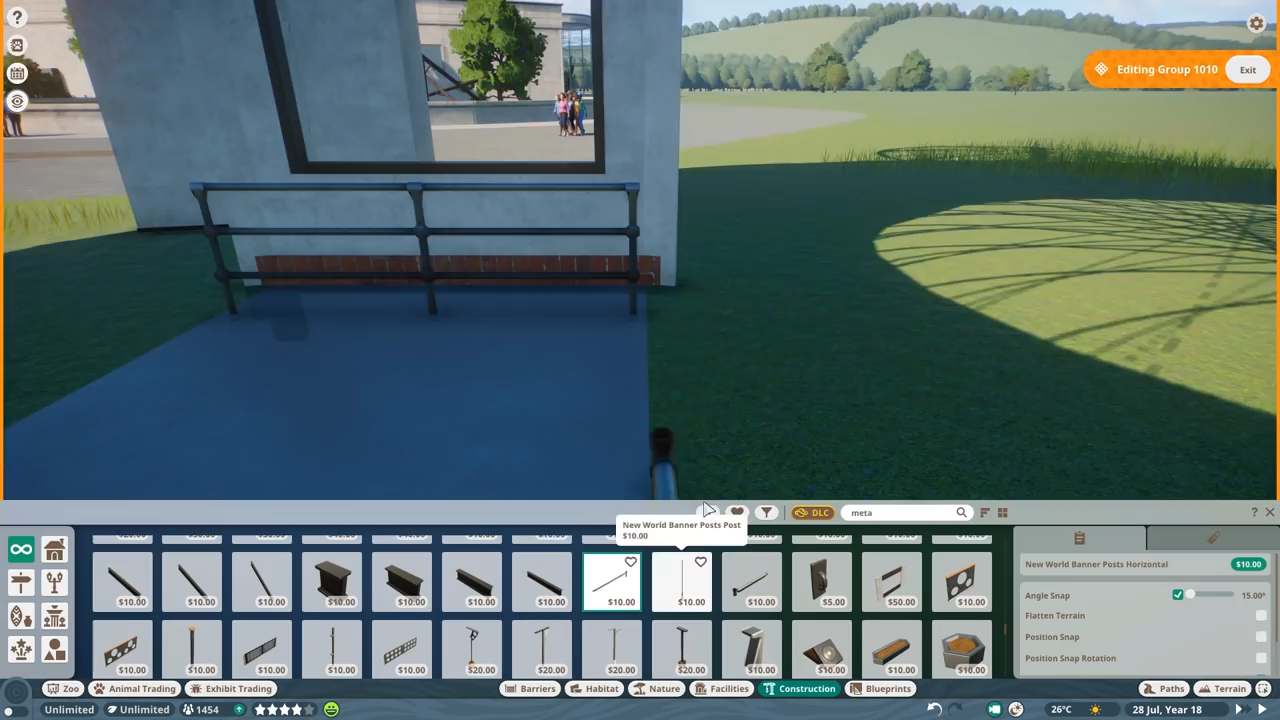 ?
Editing Group 1010
Exit
DLC
meta
?
New World Banner Posts Post
$10.00
$10.00 $10.00 $10.00 $10.00 $10.00 $10.00 $10.00 $10.00 $10.00 $10.00 $5.00 $50.00 $10.00
$10.00 $10.00 $10.00 $10.00 $10.00 $20.00 $10.00 $20.00 $20.00 $10.00 $10.00 $10.00 $10.00
New World Banner Posts Horizontal $10.00
Angle Snap 15.00°
Flatten Terrain
Position Snap
Position Snap Rotation
Zoo Animal Trading Exhibit Trading Barriers Habitat Nature Facilities Construction Blueprints Paths Terrain
Unlimited Unlimited 1454 26°C 28 Jul, Year 18